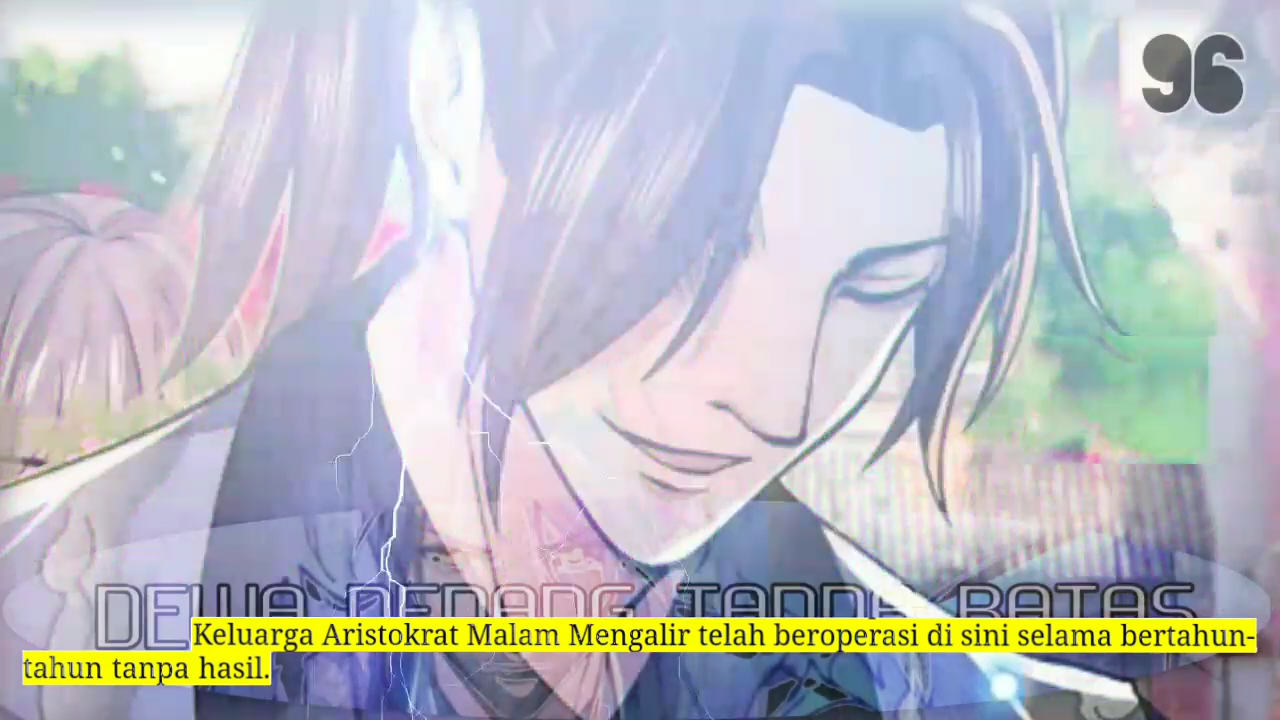 96
DEWA PEDANG TANPA BATAS
Keluarga Aristokrat Malam Mengalir telah beroperasi di sini selama bertahun-
tahun tanpa hasil.